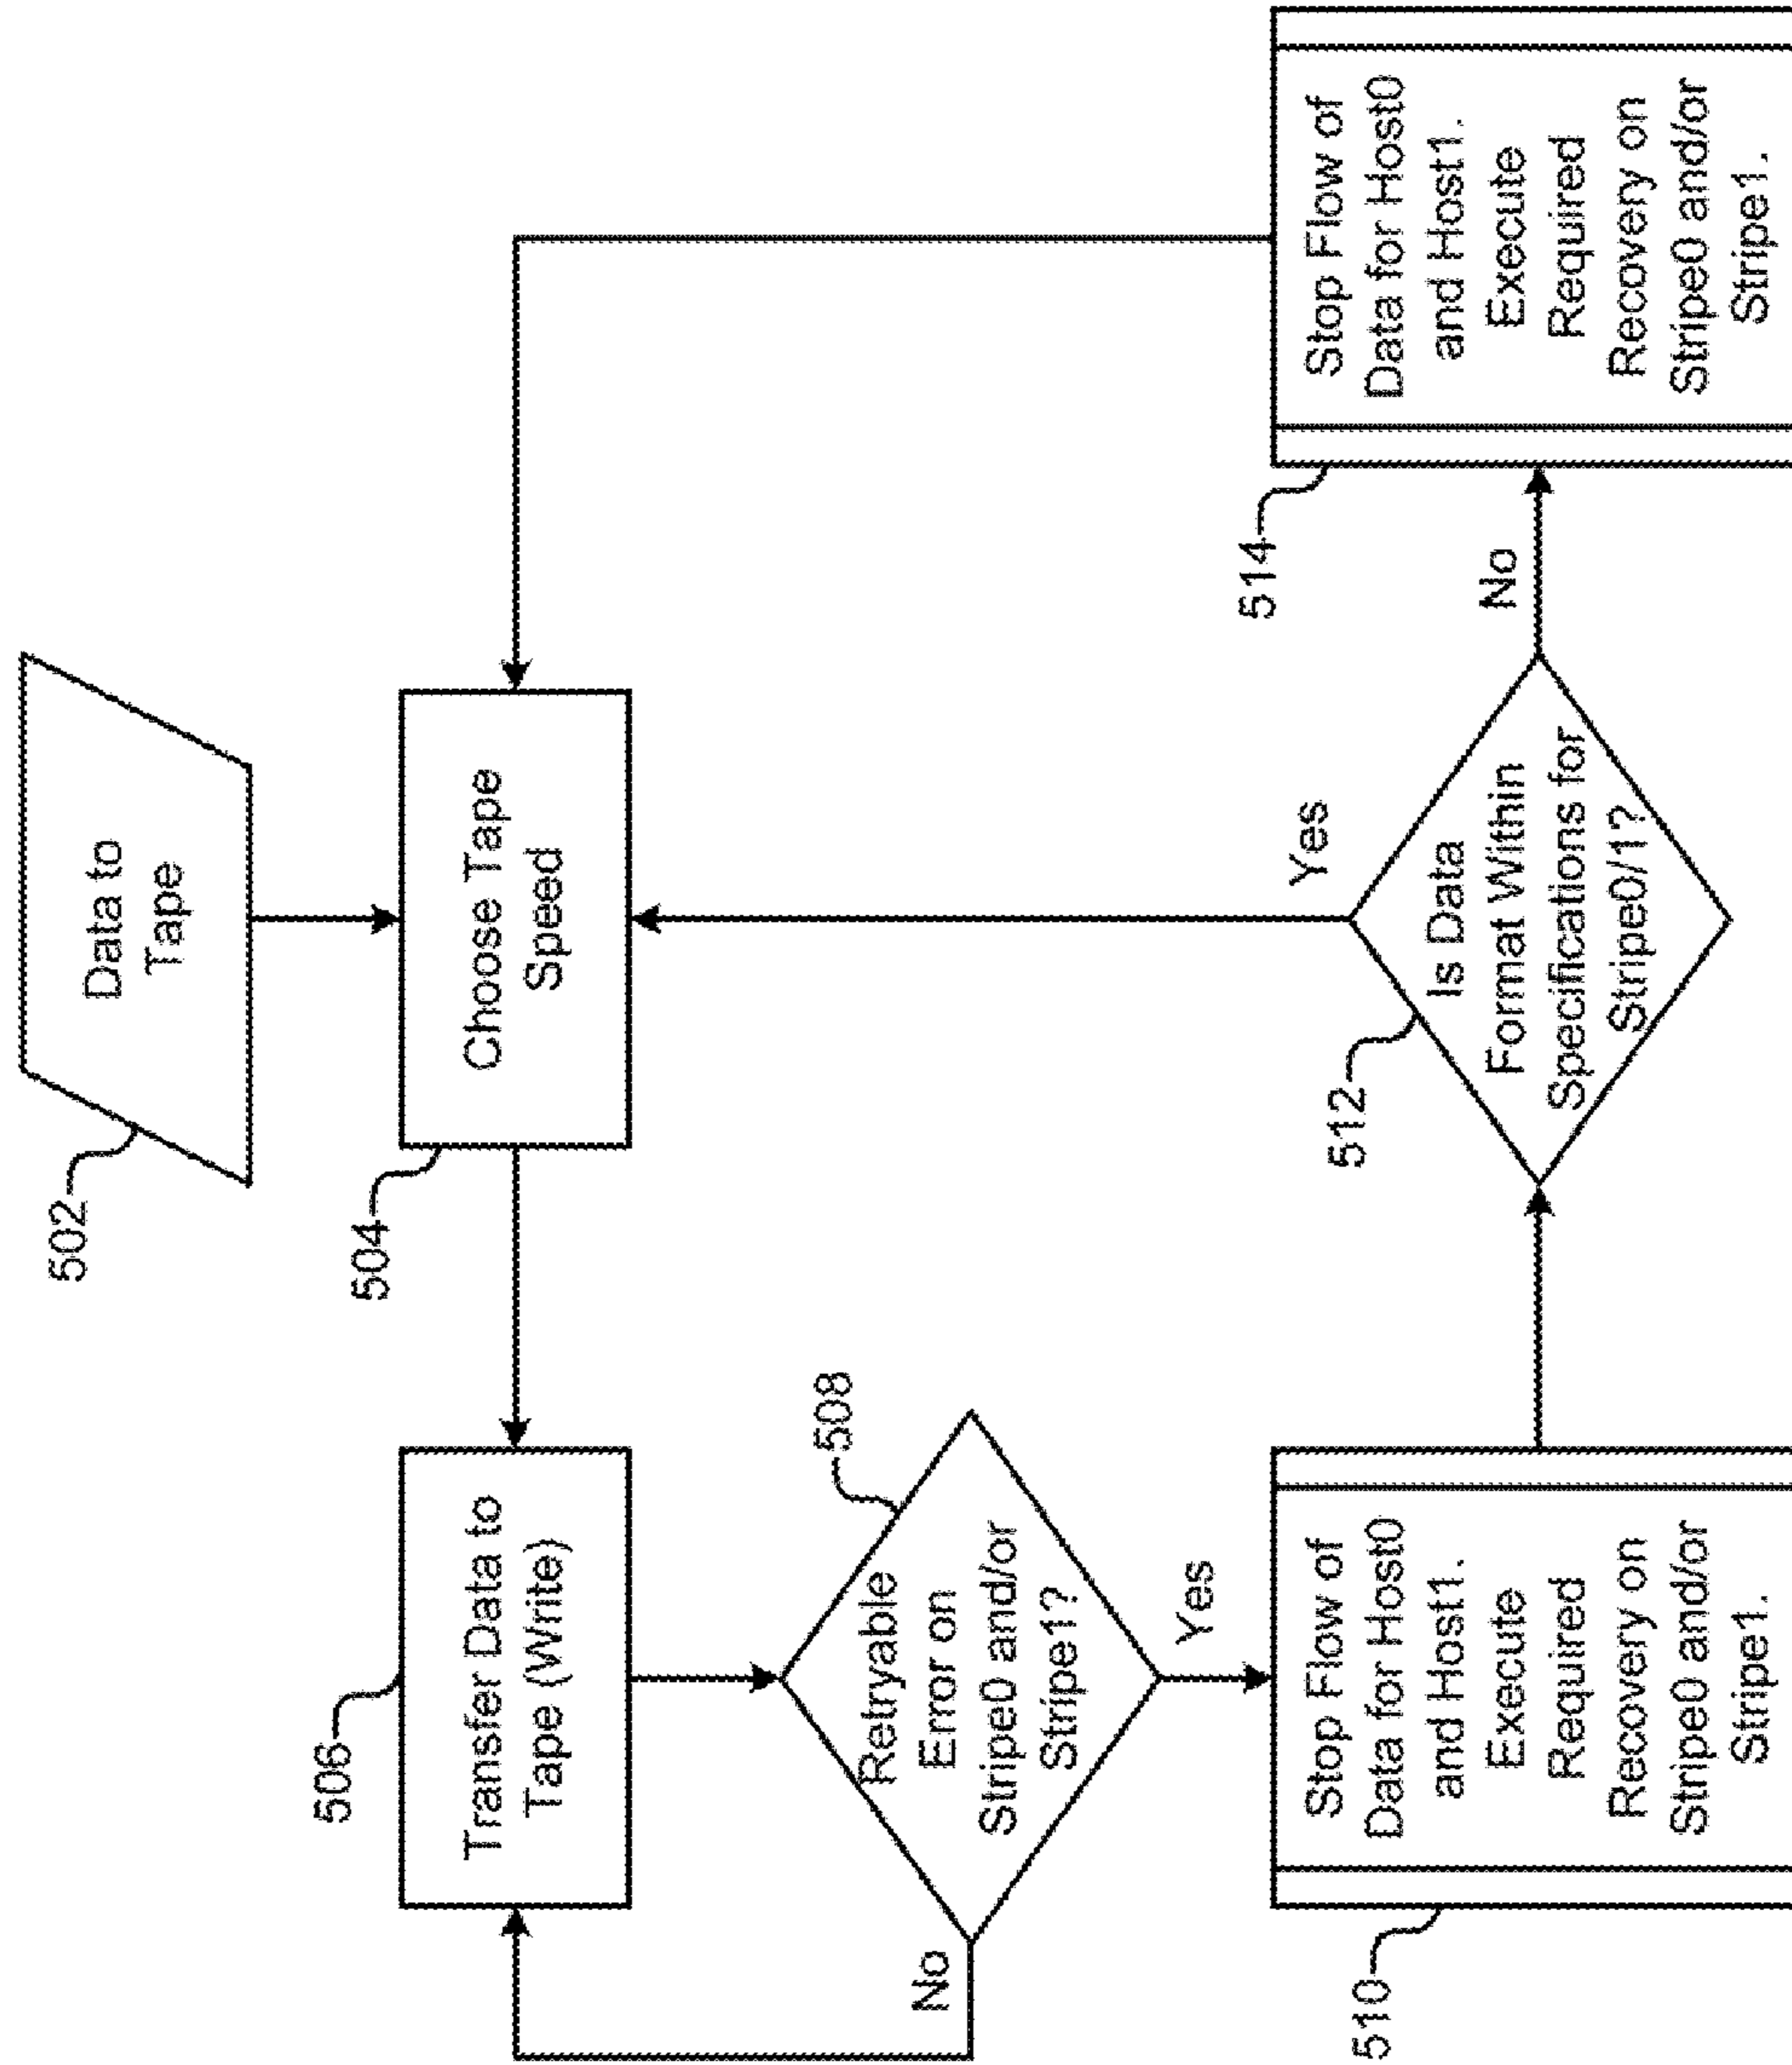 502
Data to
Tape
504
Choose Tape
Speed
506
Transfer Data to
Tape (Write)
508
Retryable
Error on
Stripe0 and/or
Stripe1?
No
Yes
510
Stop Flow of
Data for Host0
and Host1.
Execute
Required
Recovery on
Stripe0 and/or
Stripe1.
512
Is Data
Format Within
Specifications for
Stripe0/1?
Yes
No
514
Stop Flow of
Data for Host0
and Host1.
Execute
Required
Recovery on
Stripe0 and/or
Stripe1.